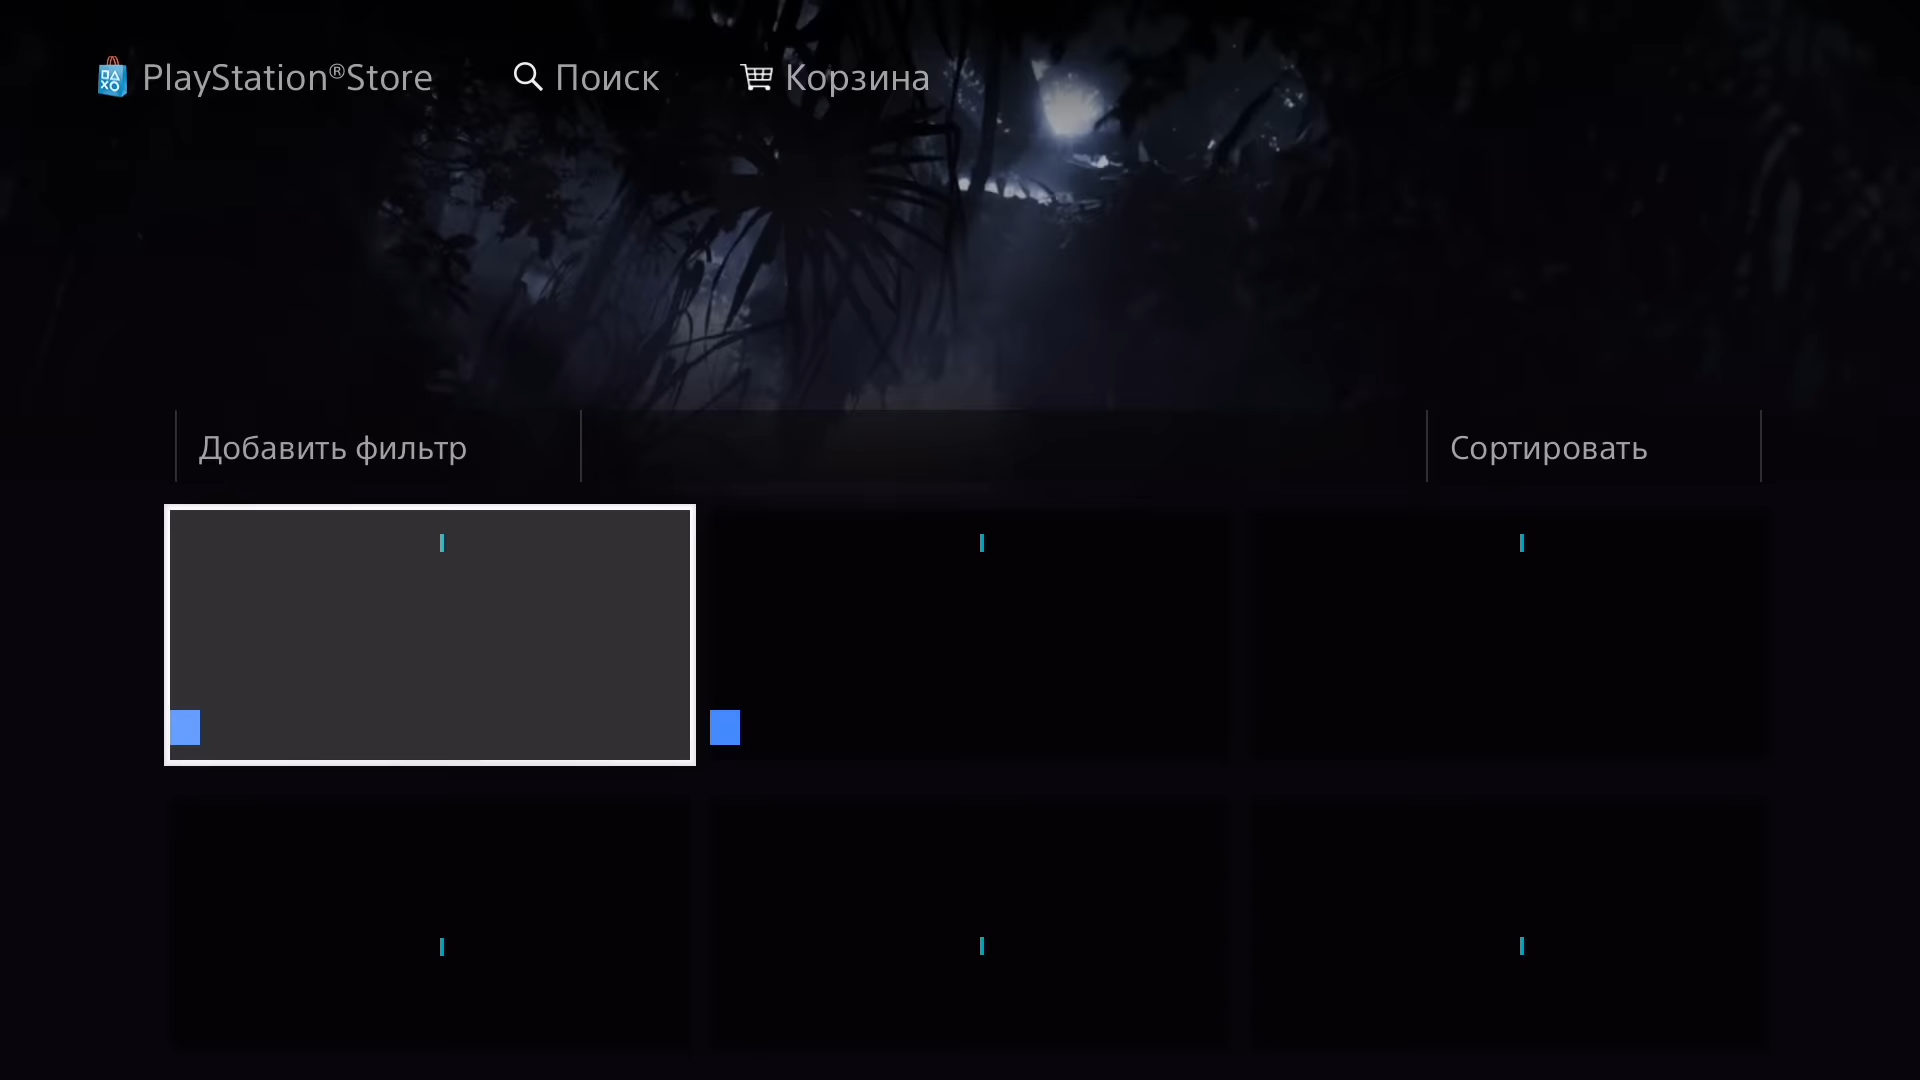 PlayStation®Store
Поиск
Корзина
Добавить фильтр
Сортировать